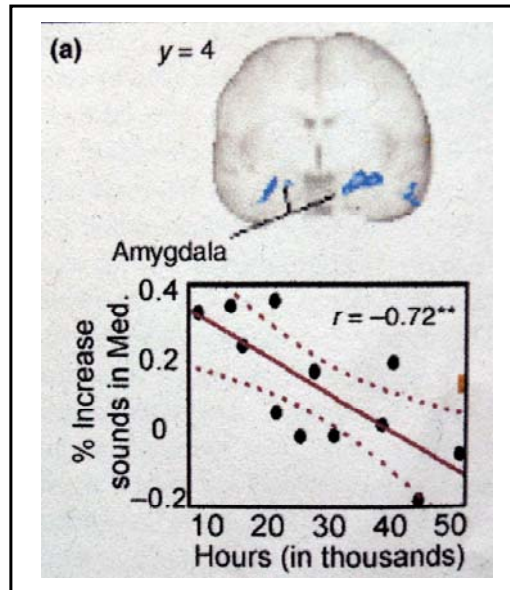 (a) y = 4
Amygdala
% Increase
sounds in Med.
0.4
0.2
0
–0.2
r = –0.72**
10 20 30 40 50
Hours (in thousands)